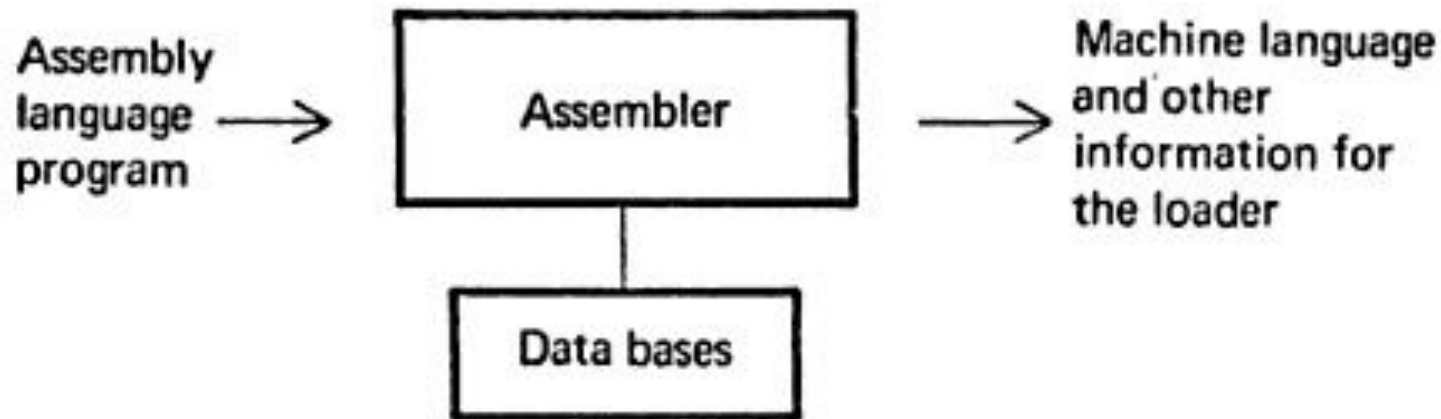 Assembly
language
program
Assembler
Machine language
and other
information for
the loader
Data bases